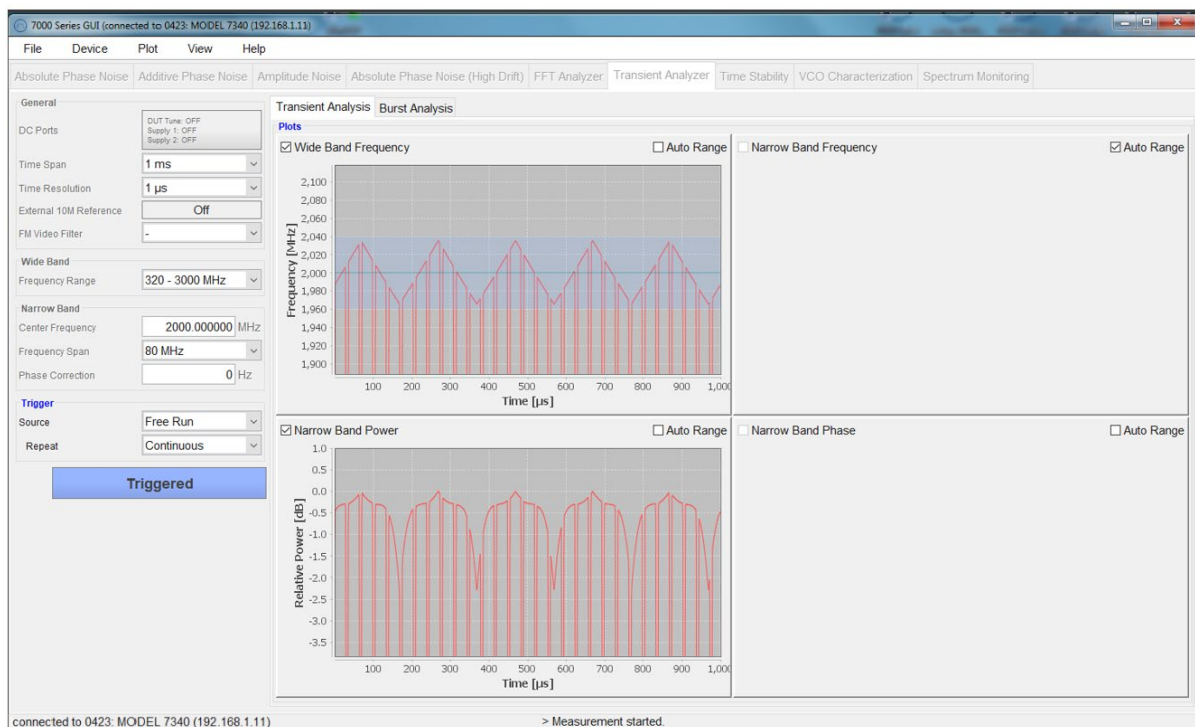 7000 Series GUI (connected to 0423: MODEL 7340 (192.168.1.11)
File Device Plot View Help
Absolute Phase Noise Additive Phase Noise Amplitude Noise Absolute Phase Noise (High Drift) FFT Analyzer Transient Analyzer Time Stability VCO Characterization Spectrum Monitoring
General
DC Ports
DUT Tune: OFF
Supply 1: OFF
Supply 2: OFF
Time Span 1 ms
Time Resolution 1 µs
External 10M Reference Off
FM Video Filter -
Wide Band
Frequency Range 320 - 3000 MHz
Narrow Band
Center Frequency 2000.000000 MHz
Frequency Span 80 MHz
Phase Correction 0 Hz
Trigger
Source Free Run
Repeat Continuous
Triggered
Transient Analysis Burst Analysis
Plots
Wide Band Frequency Auto Range
Frequency [MHz]
2,100
2,080
2,060
2,040
2,020
2,000
1,980
1,960
1,940
1,920
1,900
100 200 300 400 500 600 700 800 900 1,000
Time [µs]
Narrow Band Frequency Auto Range
Narrow Band Power Auto Range
Relative Power [dB]
1.0
0.5
0.0
-0.5
-1.0
-1.5
-2.0
-2.5
-3.0
-3.5
100 200 300 400 500 600 700 800 900 1,000
Time [µs]
Narrow Band Phase Auto Range
connected to 0423: MODEL 7340 (192.168.1.11) > Measurement started.